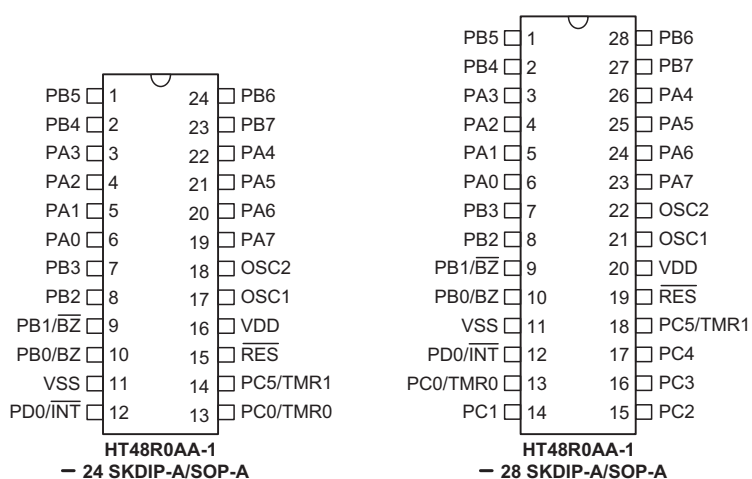 PB5 1 24 PB6
PB4 2 23 PB7
PA3 3 22 PA4
PA2 4 21 PA5
PA1 5 20 PA6
PA0 6 19 PA7
PB3 7 18 OSC2
PB2 8 17 OSC1
PB1/B̅Z̅ 9 16 VDD
PB0/BZ 10 15 R̅E̅S̅
VSS 11 14 PC5/TMR1
PD0/I̅N̅T̅ 12 13 PC0/TMR0
HT48R0AA-1
– 24 SKDIP-A/SOP-A
PB5 1 28 PB6
PB4 2 27 PB7
PA3 3 26 PA4
PA2 4 25 PA5
PA1 5 24 PA6
PA0 6 23 PA7
PB3 7 22 OSC2
PB2 8 21 OSC1
PB1/B̅Z̅ 9 20 VDD
PB0/BZ 10 19 R̅E̅S̅
VSS 11 18 PC5/TMR1
PD0/I̅N̅T̅ 12 17 PC4
PC0/TMR0 13 16 PC3
PC1 14 15 PC2
HT48R0AA-1
– 28 SKDIP-A/SOP-A